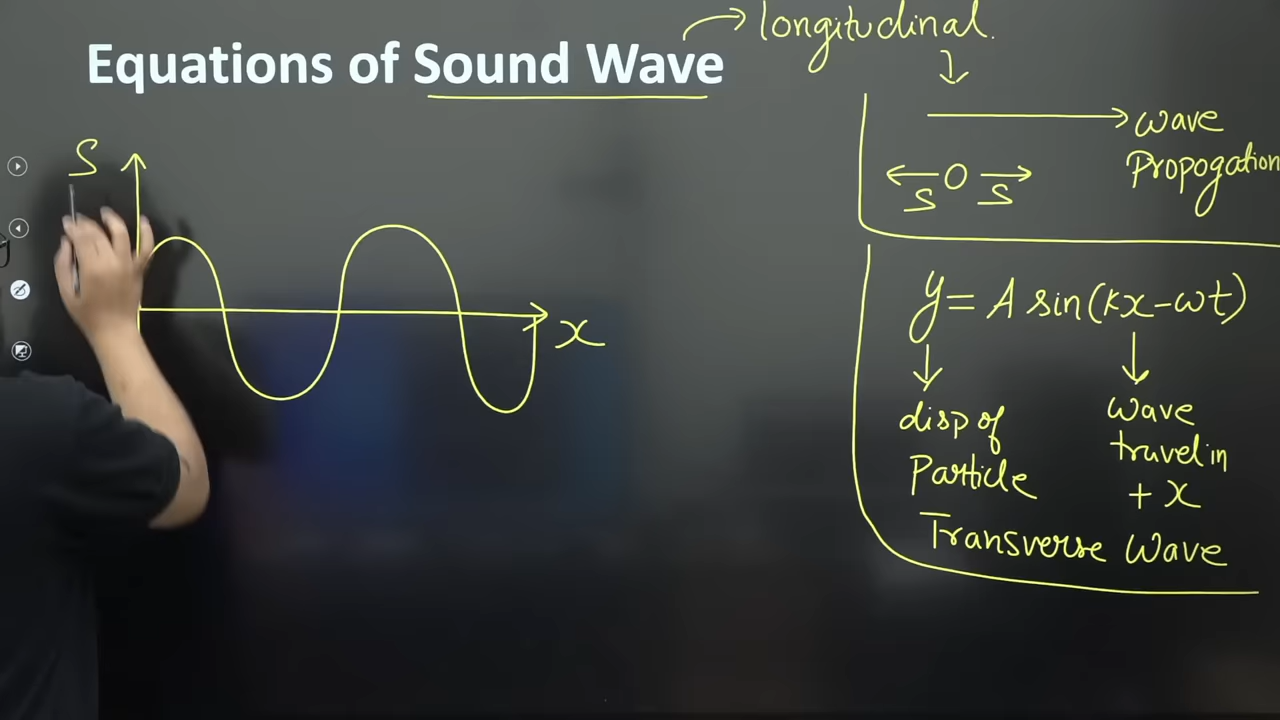 Equations of Sound Wave
longitudinal.
wave
Propogation
S O S
S
x
y = A sin(kx-ωt)
disp of
Particle
wave
travel in
+ x
Transverse Wave